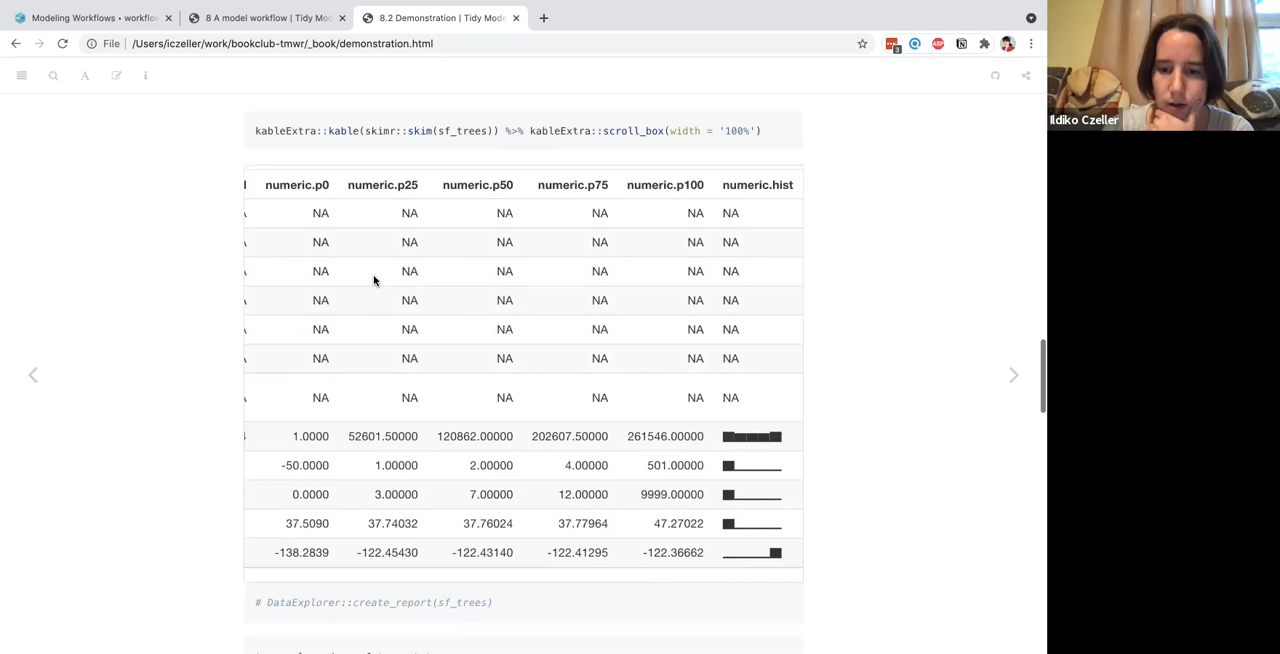 Modeling Workflows • workflow
8 A model workflow | Tidy Mod
8.2 Demonstration | Tidy Mode
File /Users/iczeller/work/bookclub-tmwr/_book/demonstration.html
3
ABP
Ildiko Czeller
kableExtra::kable(skimr::skim(sf_trees)) %>% kableExtra::scroll_box(width = '100%')
numeric.p0 numeric.p25 numeric.p50 numeric.p75 numeric.p100 numeric.hist
NA NA NA NA NA NA
NA NA NA NA NA NA
NA NA NA NA NA NA
NA NA NA NA NA NA
NA NA NA NA NA NA
NA NA NA NA NA NA
NA NA NA NA NA NA
1.0000 52601.50000 120862.00000 202607.50000 261546.00000
-50.0000 1.00000 2.00000 4.00000 501.00000
0.0000 3.00000 7.00000 12.00000 9999.00000
37.5090 37.74032 37.76024 37.77964 47.27022
-138.2839 -122.45430 -122.43140 -122.41295 -122.36662
# DataExplorer::create_report(sf_trees)